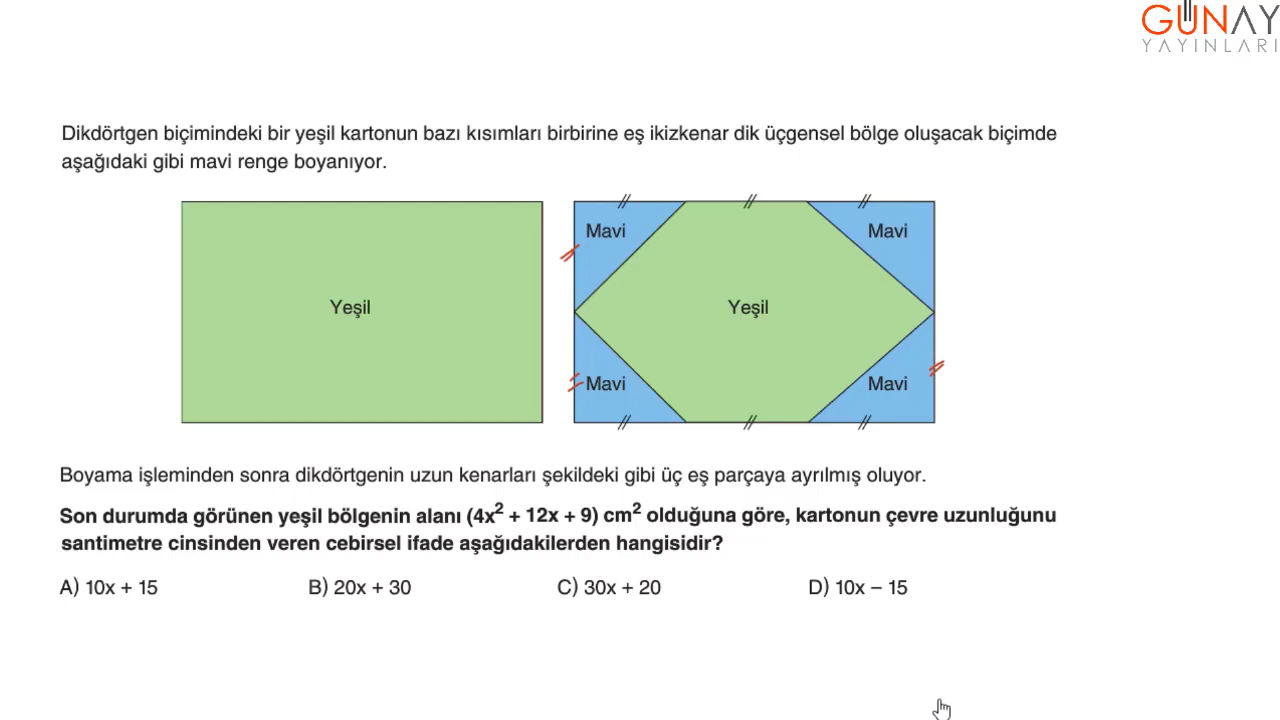 GÜNAY
YAYINLARI
Dikdörtgen biçimindeki bir yeşil kartonun bazı kısımları birbirine eş ikizkenar dik üçgensel bölge oluşacak biçimde
aşağıdaki gibi mavi renge boyanıyor.
Mavi Mavi
Yeşil Yeşil
Mavi Mavi
Boyama işleminden sonra dikdörtgenin uzun kenarları şekildeki gibi üç eş parçaya ayrılmış oluyor.
Son durumda görünen yeşil bölgenin alanı (4x² + 12x + 9) cm² olduğuna göre, kartonun çevre uzunluğunu
santimetre cinsinden veren cebirsel ifade aşağıdakilerden hangisidir?
A) 10x + 15 B) 20x + 30 C) 30x + 20 D) 10x – 15